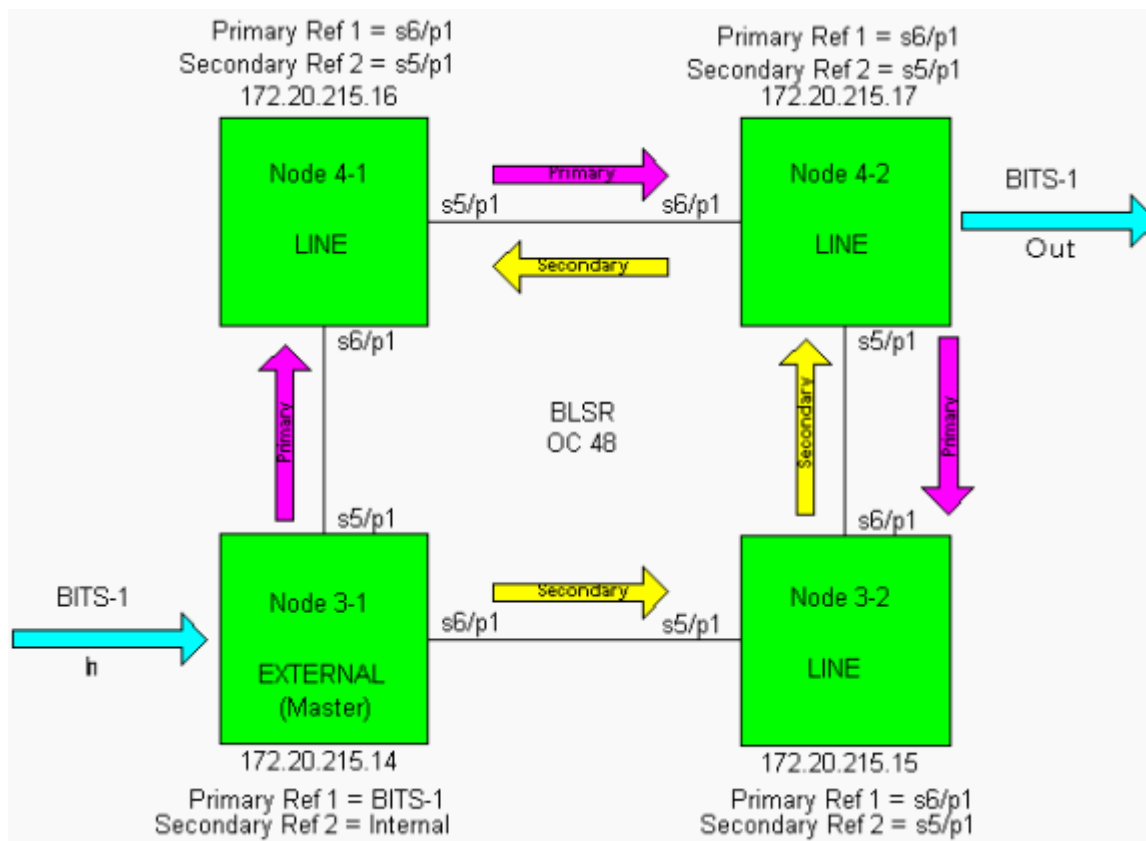 Primary Ref 1 = s6/p1
Secondary Ref 2 = s5/p1
172.20.215.16
Primary Ref 1 = s6/p1
Secondary Ref 2 = s5/p1
172.20.215.17
Node 4-1
LINE
s5/p1
Primary
s6/p1
Secondary
Node 4-2
LINE
BITS-1
Out
s6/p1
Primary
s5/p1
BLSR
OC 48
s5/p1
Secondary
s6/p1
Primary
BITS-1
In
Node 3-1
EXTERNAL
(Master)
s6/p1
Secondary
s5/p1
Node 3-2
LINE
172.20.215.14
Primary Ref 1 = BITS-1
Secondary Ref 2 = Internal
172.20.215.15
Primary Ref 1 = s6/p1
Secondary Ref 2 = s5/p1